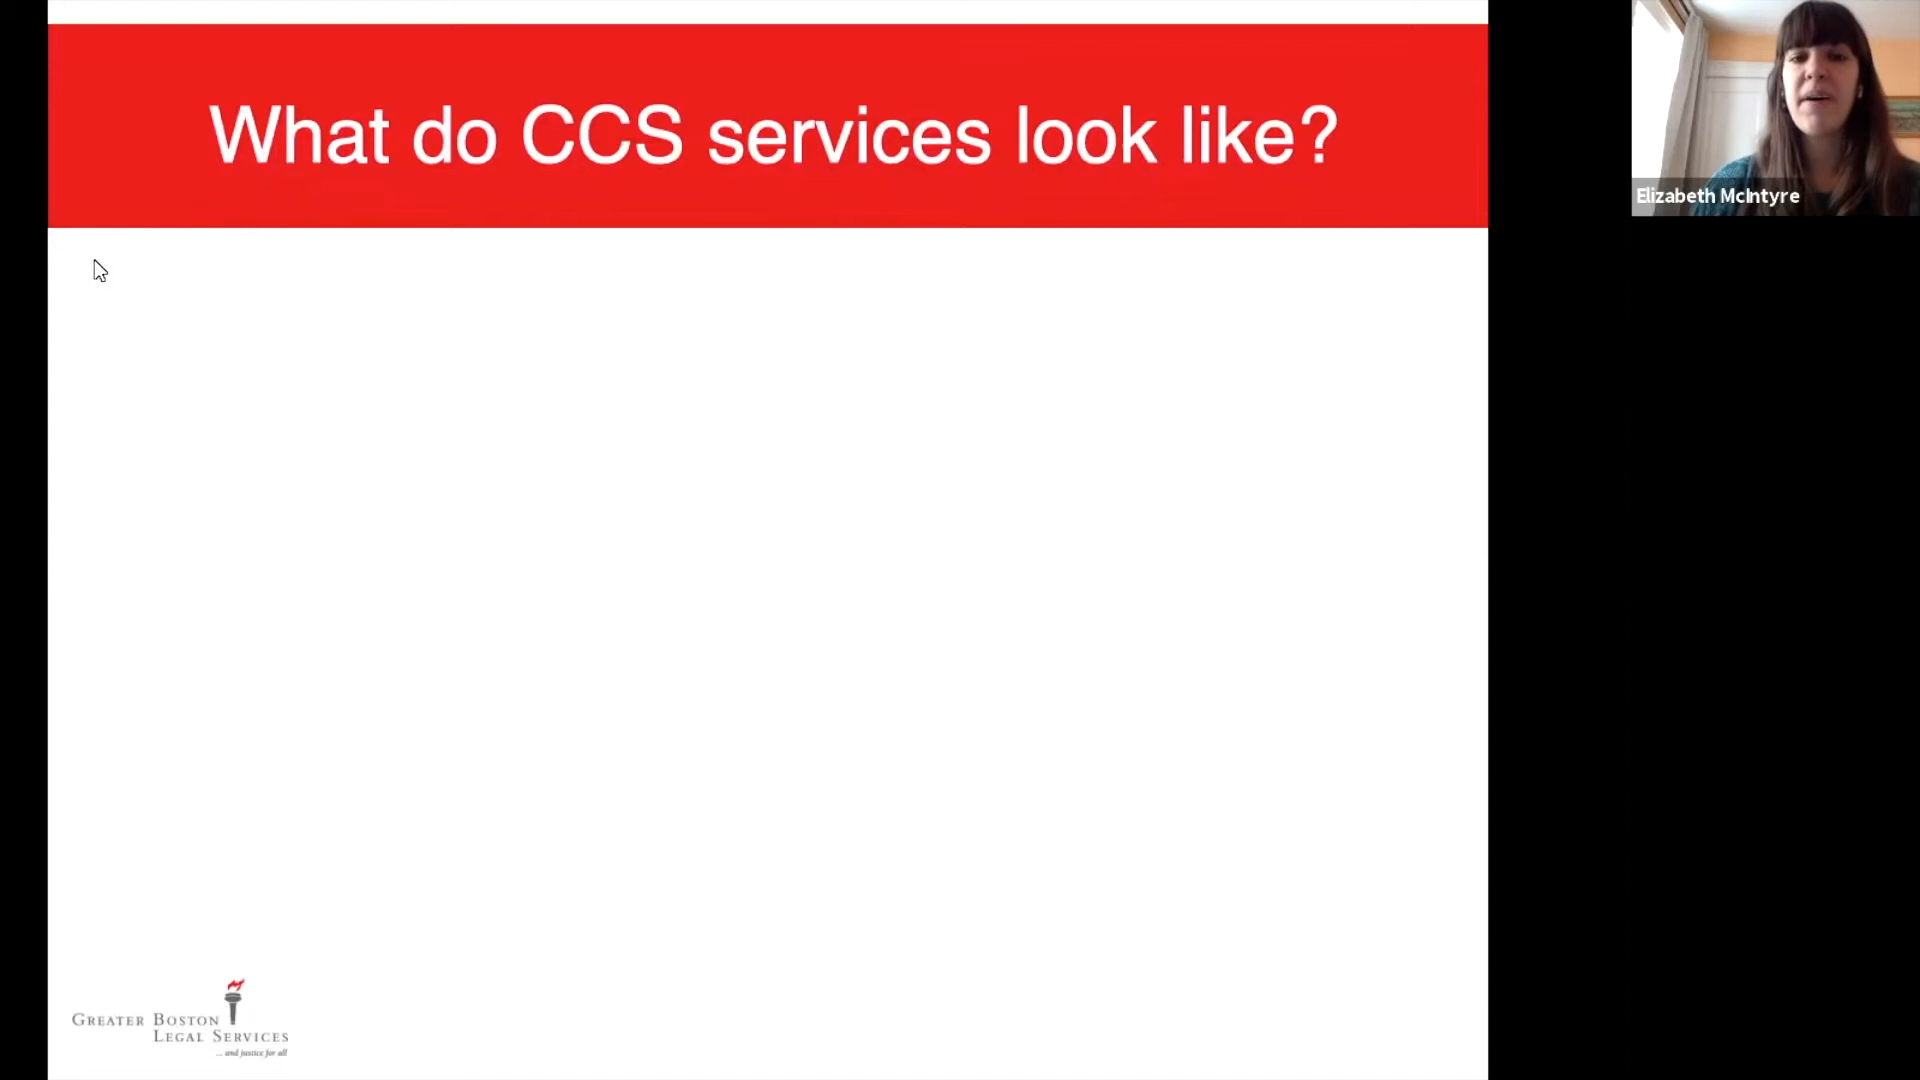 What do CCS services look like?
Elizabeth McIntyre
GREATER BOSTON
LEGAL SERVICES
... and justice for all